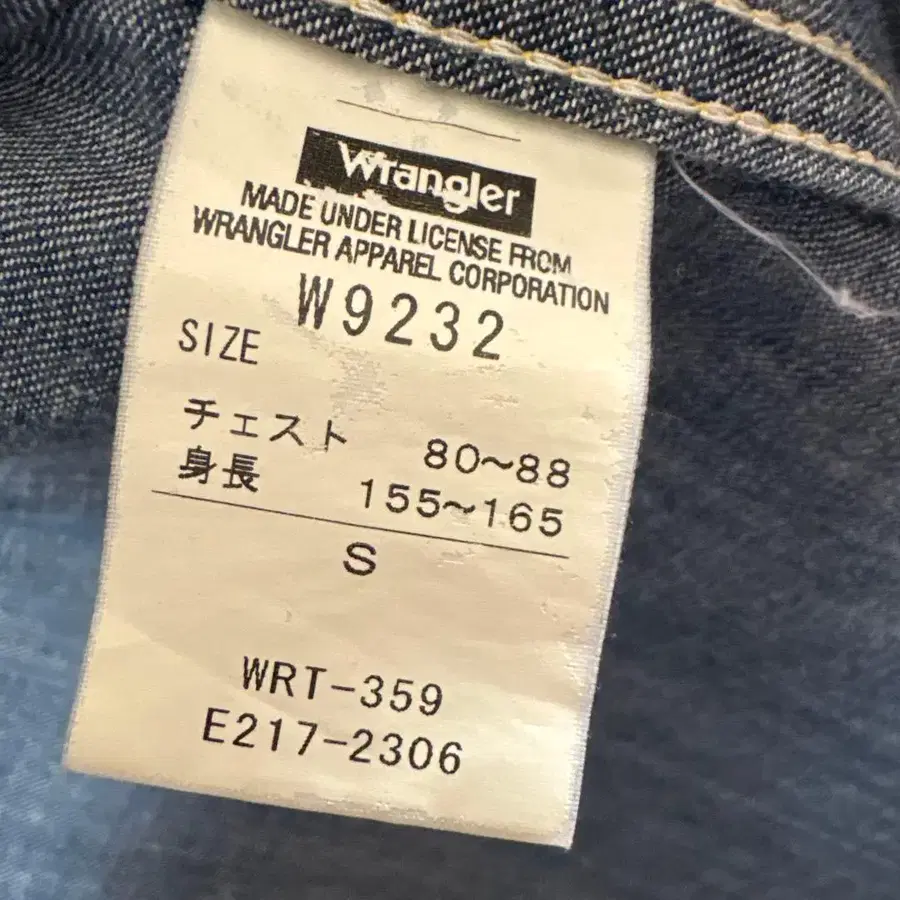 Wrangler
MADE UNDER LICENSE FROM
WRANGLER APPAREL CORPORATION
W9232
SIZE
チェスト 80~88
身長 155~165
S
WRT-359
E217-2306